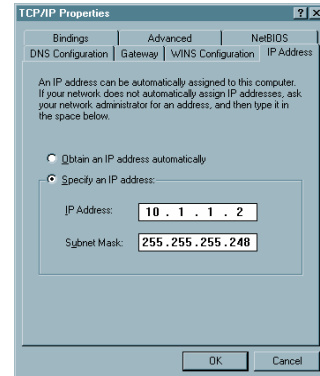 TCP/IP Properties
Bindings Advanced NetBIOS
DNS Configuration Gateway WINS Configuration IP Address
An IP address can be automatically assigned to this computer.
If your network does not automatically assign IP addresses, ask
your network administrator for an address, and then type it in
the space below.
Obtain an IP address automatically
Specify an IP address:
IP Address: 10 . 1 . 1 . 2
Subnet Mask: 255 . 255 . 255 . 248
OK Cancel